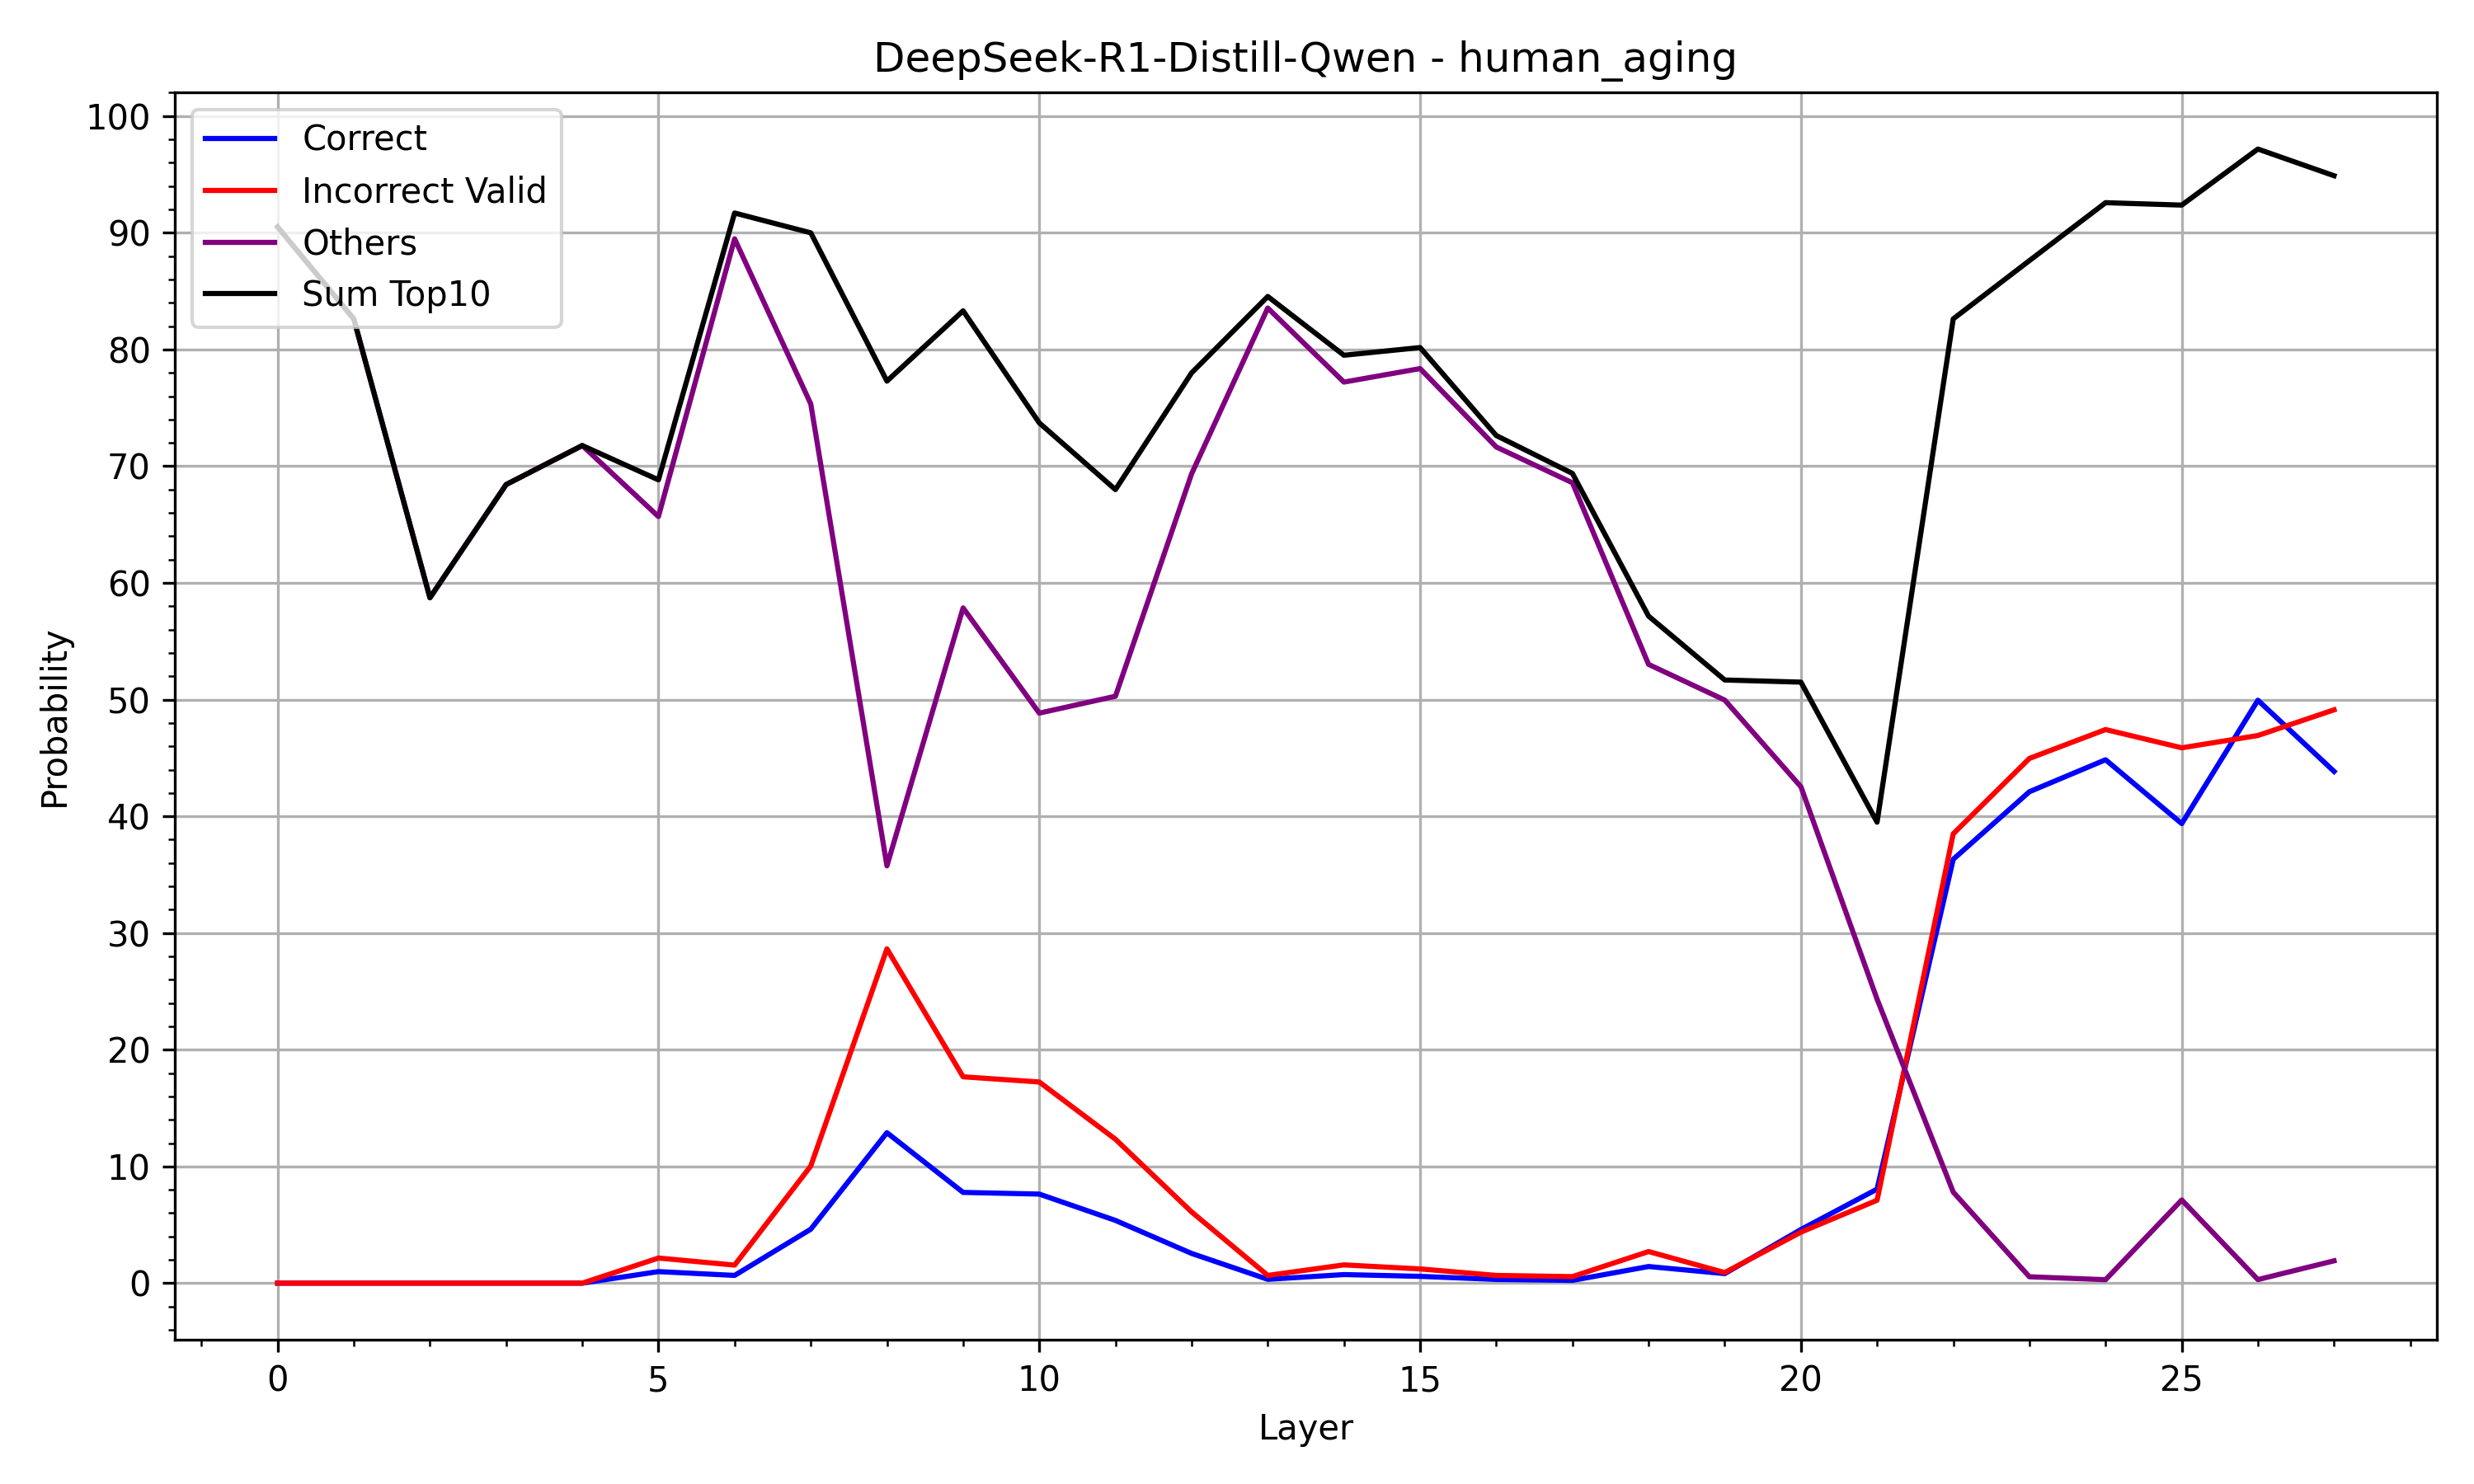 DeepSeek-R1-Distill-Qwen - human_aging
Correct
Incorrect Valid
Others
Sum Top10
100
90
80
70
60
50
40
30
20
10
0
Probability
0 5 10 15 20 25
Layer